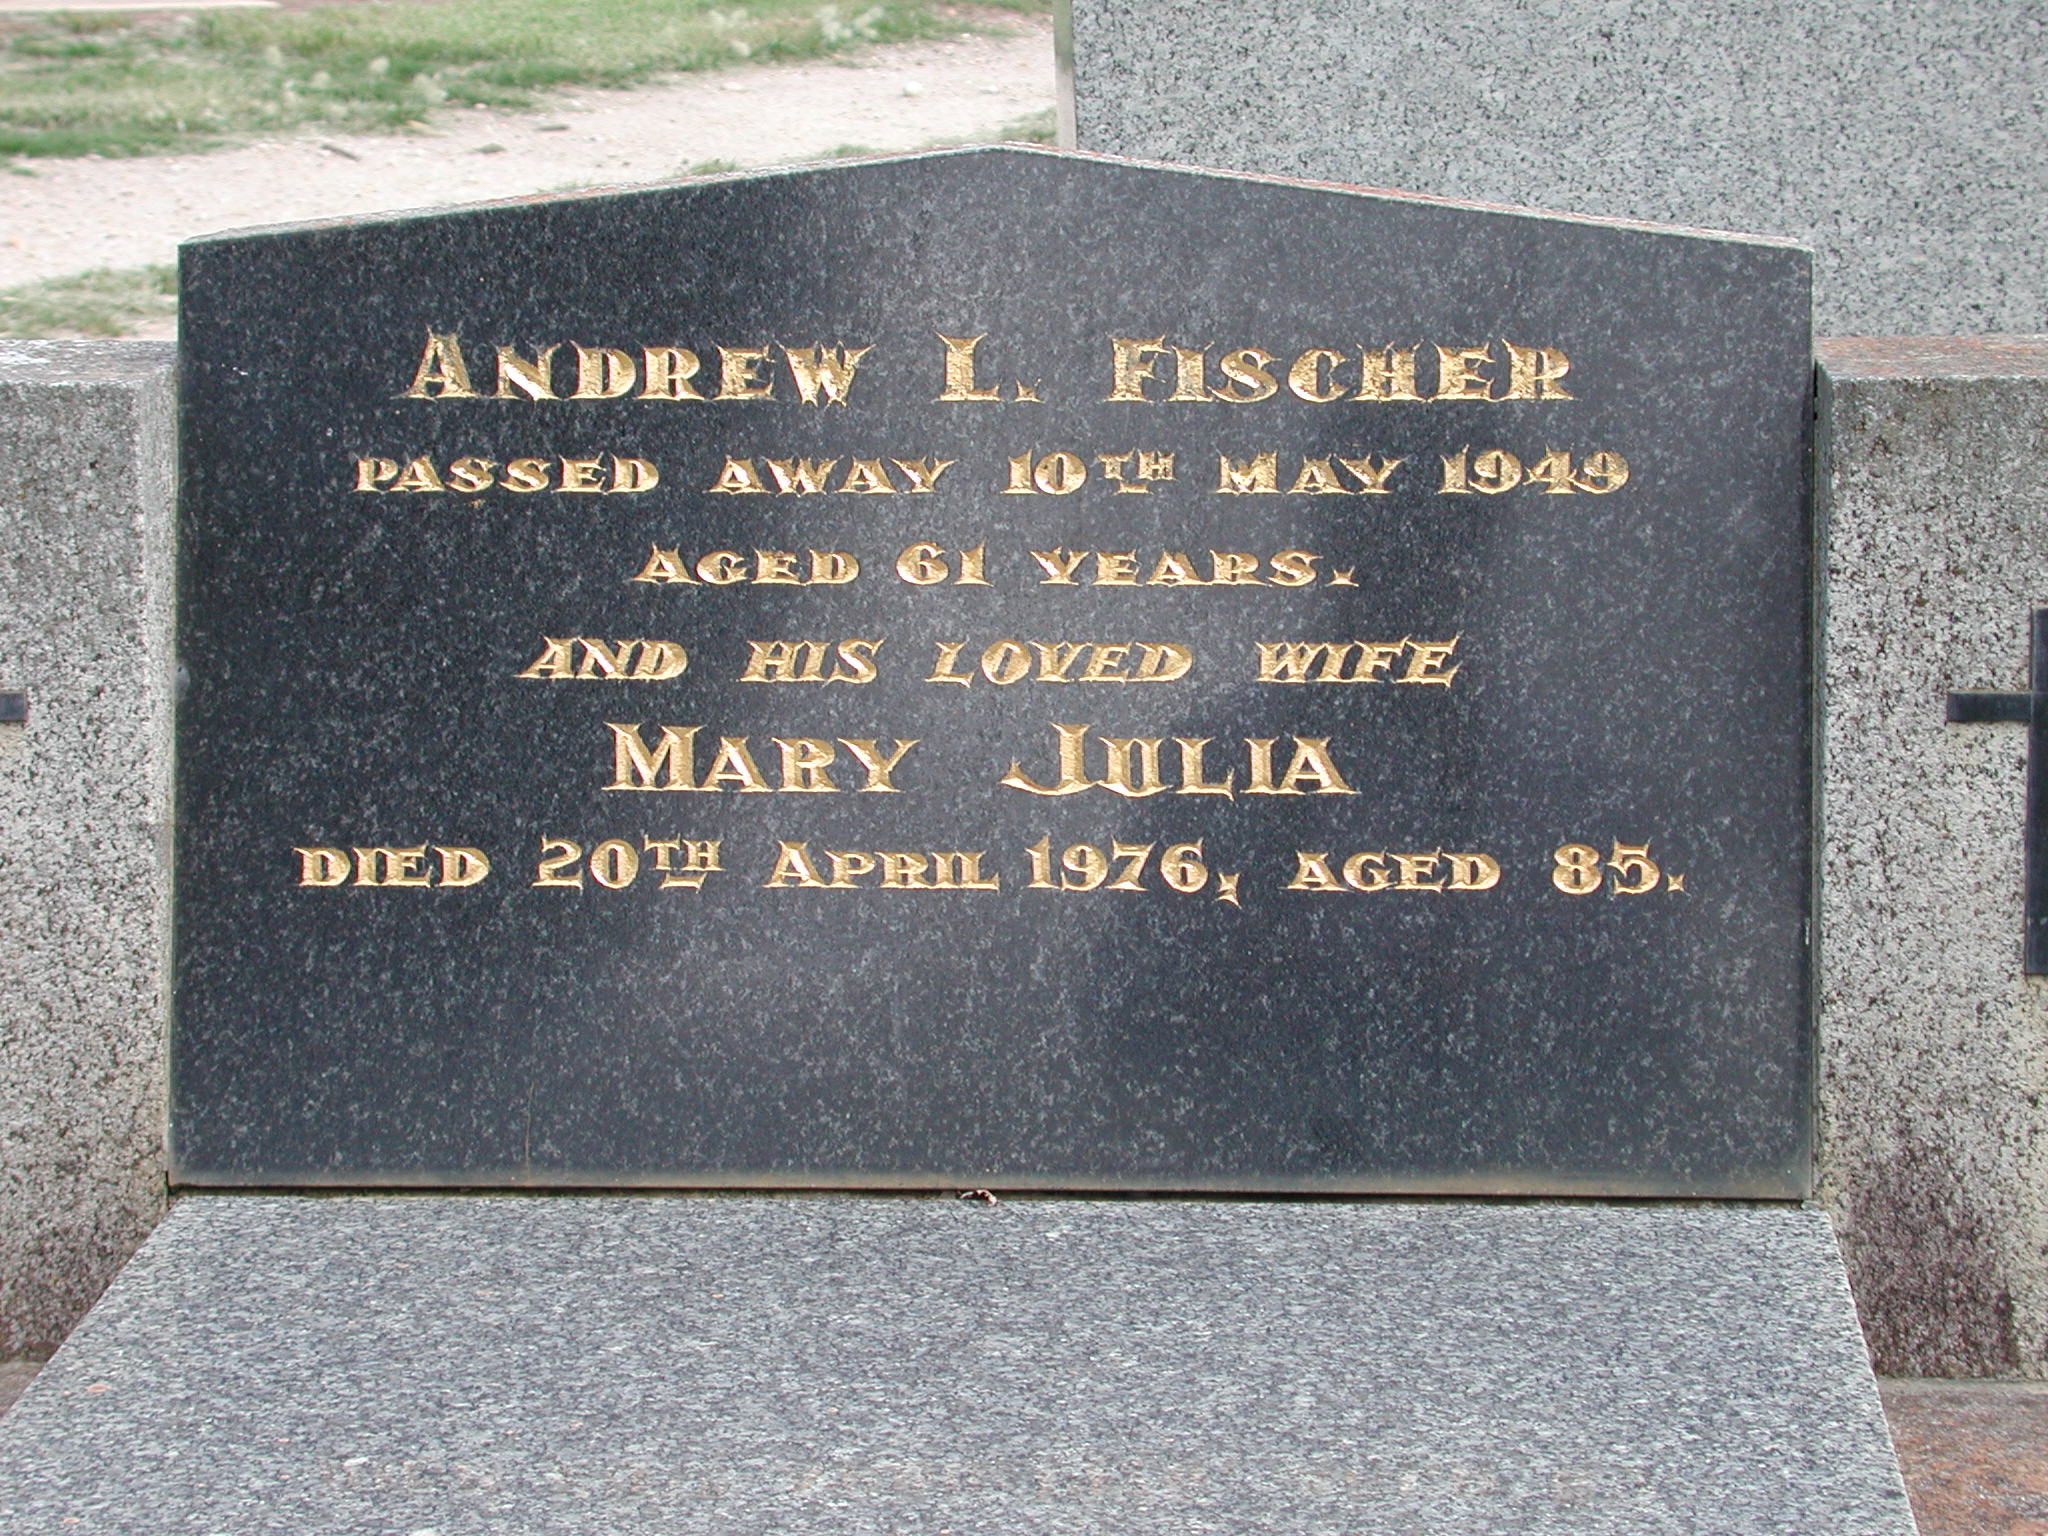 ANDREW L. FISCHER
PASSED AWAY 10TH MAY 1949
AGED 61 YEARS.
AND HIS LOVED WIFE
MARY JULIA
DIED 20TH APRIL 1976, AGED 85.